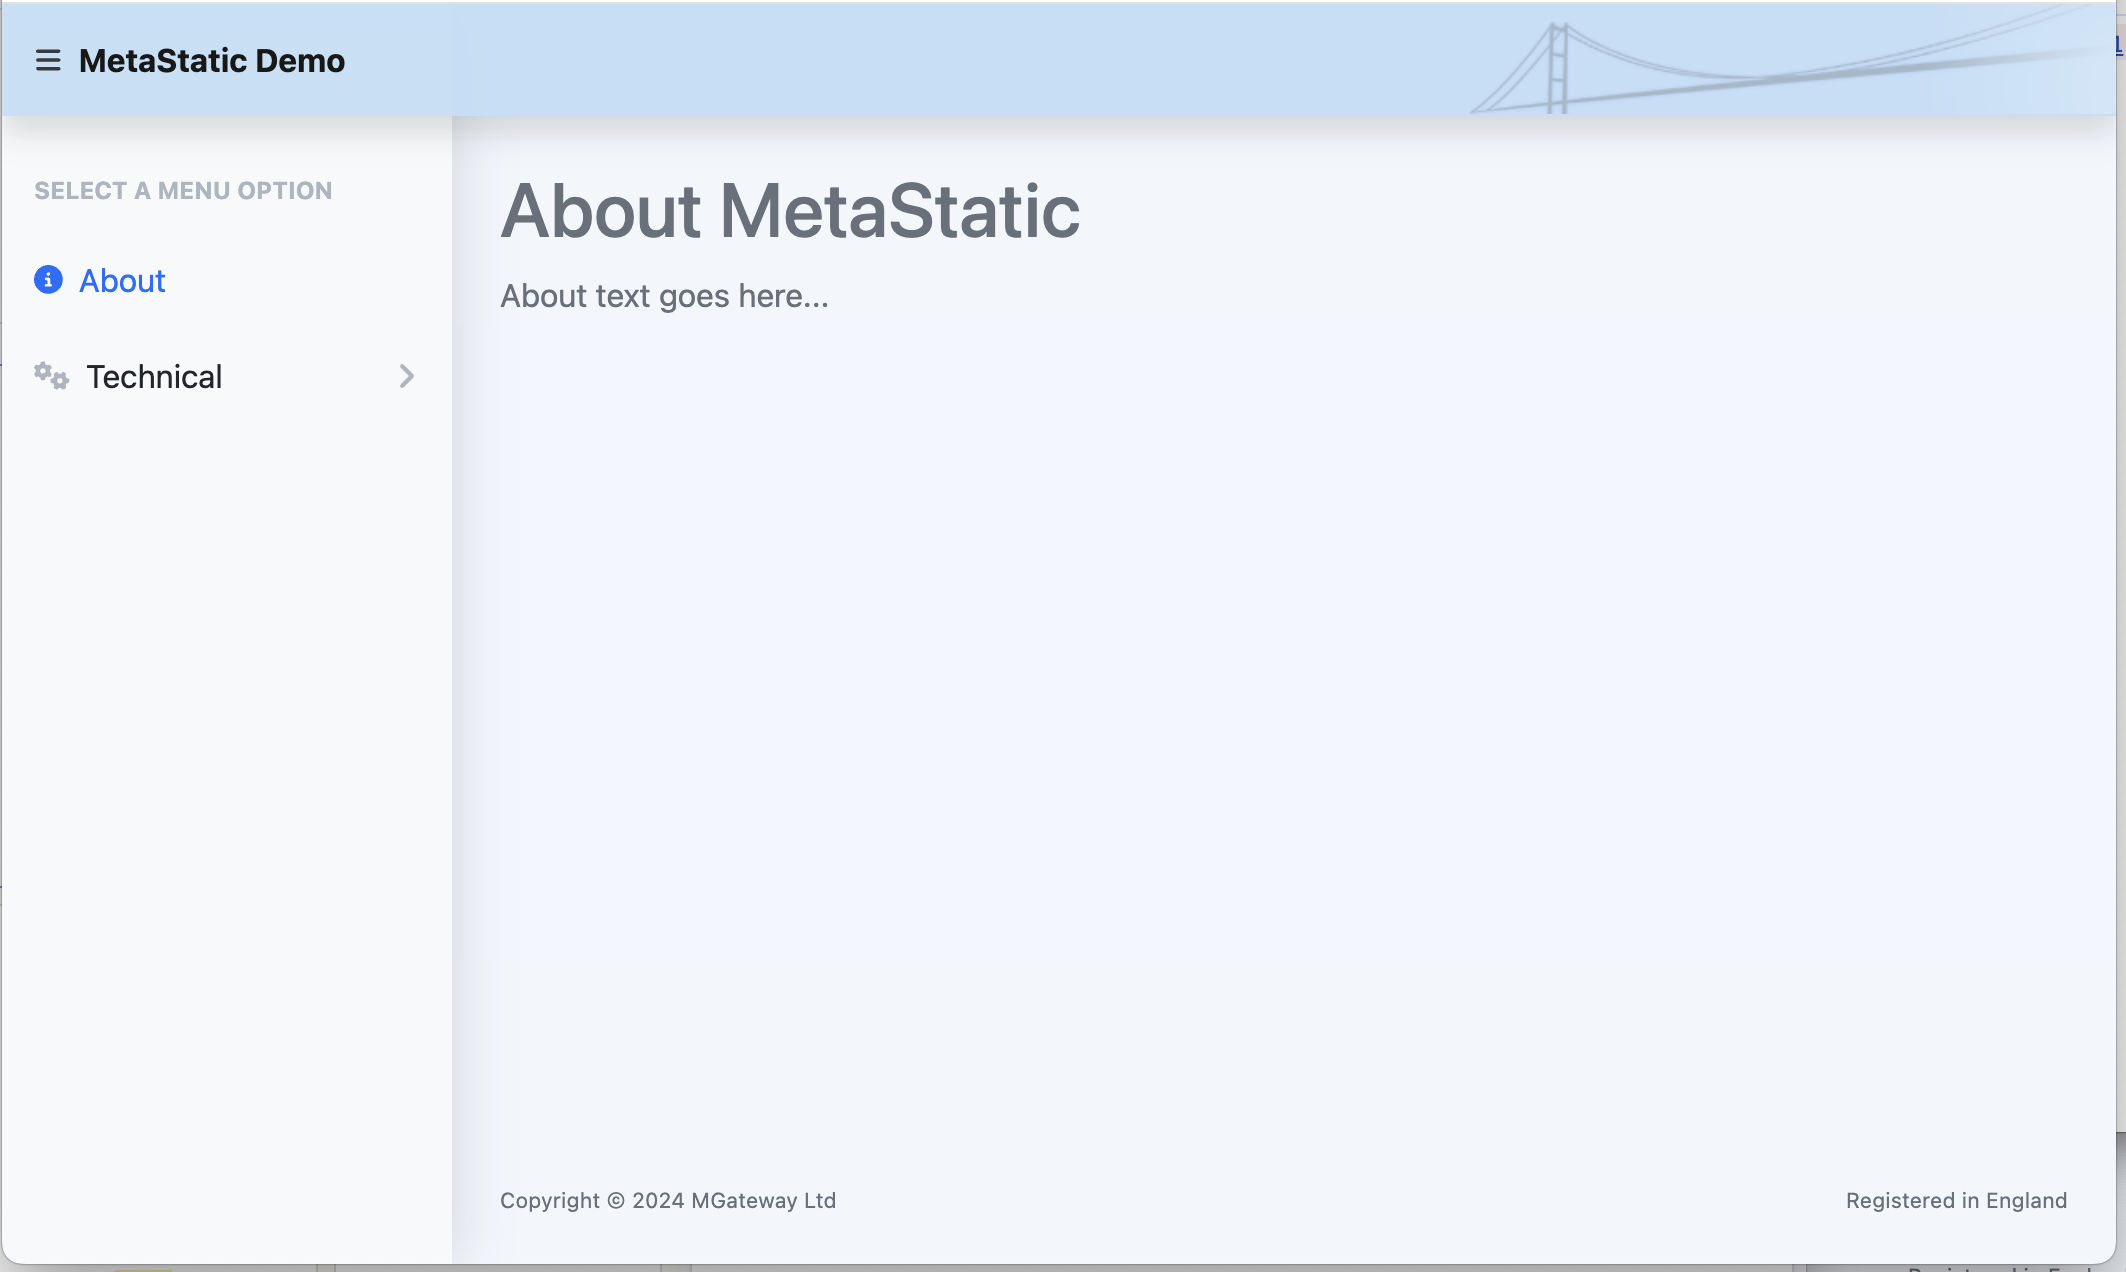 MetaStatic Demo
SELECT A MENU OPTION
About
Technical
About MetaStatic
About text goes here...
Copyright © 2024 MGateway Ltd
Registered in England